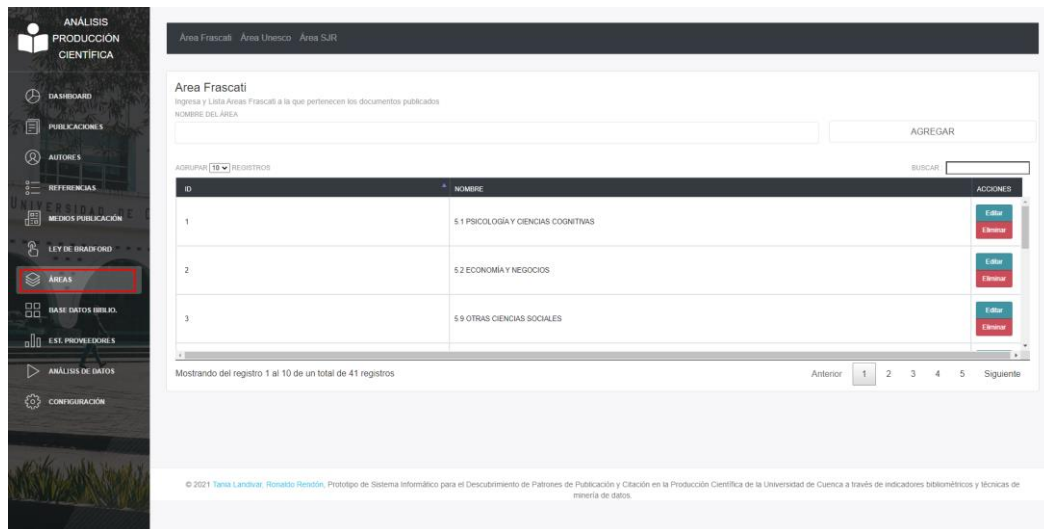 ANÁLISIS
PRODUCCIÓN
CIENTÍFICA
DASHBOARD
PUBLICACIONES
AUTORES
REFERENCIAS
MEDIOS PUBLICACIÓN
LEY DE BRADFORD
ÁREAS
BASE DATOS BIBLIO.
EST. PROVEEDORES
ANÁLISIS DE DATOS
CONFIGURACIÓN
Área Frascati Área Unesco Área SJR
Area Frascati
Ingresa y Lista Areas Frascati a la que pertenecen los documentos publicados
NOMBRE DEL ÁREA
AGREGAR
AGRUPAR 10 REGISTROS BUSCAR:
ID NOMBRE ACCIONES
1 5.1 PSICOLOGÍA Y CIENCIAS COGNITIVAS Editar
Eliminar
2 5.2 ECONOMÍA Y NEGOCIOS Editar
Eliminar
3 5.9 OTRAS CIENCIAS SOCIALES Editar
Eliminar
Mostrando del registro 1 al 10 de un total de 41 registros Anterior 1 2 3 4 5 Siguiente
© 2021 Tania Landivar, Ronaldo Rendón, Prototipo de Sistema Informático para el Descubrimiento de Patrones de Publicación y Citación en la Producción Científica de la Universidad de Cuenca a través de indicadores bibliométricos y técnicas de
minería de datos.